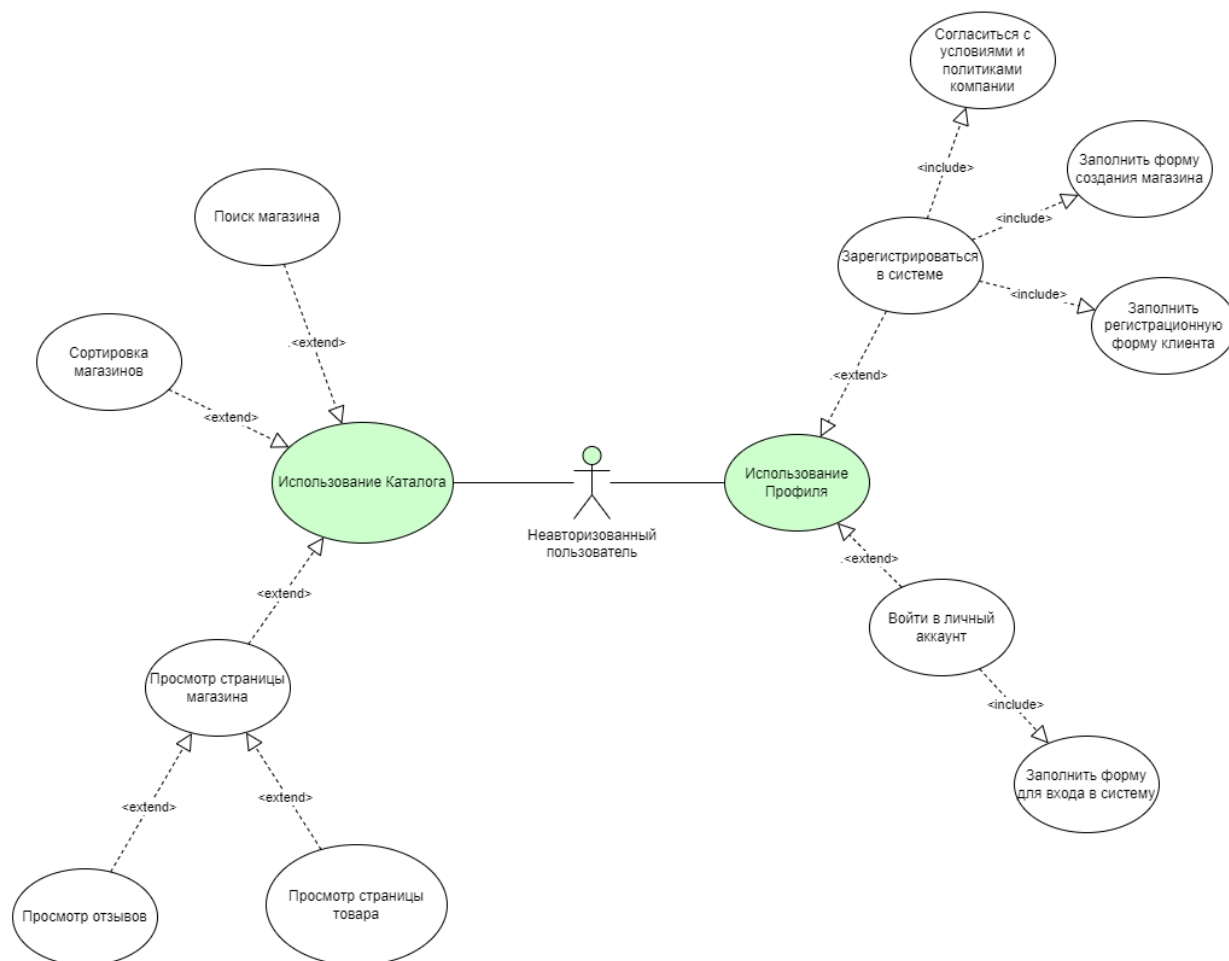 Согласиться с
условиями и
политиками
компании
<include>
Заполнить форму
создания магазина
<include>
Поиск магазина
Зарегистрироваться
в системе
<include>
Заполнить
регистрационную
форму клиента
.<extend>
Сортировка
магазинов
<extend>
.<extend>
Использование Каталога
Неавторизованный
пользователь
Использование
Профиля
.<extend>
<extend>
Войти в личный
аккаунт
Просмотр страницы
магазина
<include>
Заполнить форму
для входа в систему
<extend>
<extend>
Просмотр отзывов
Просмотр страницы
товара